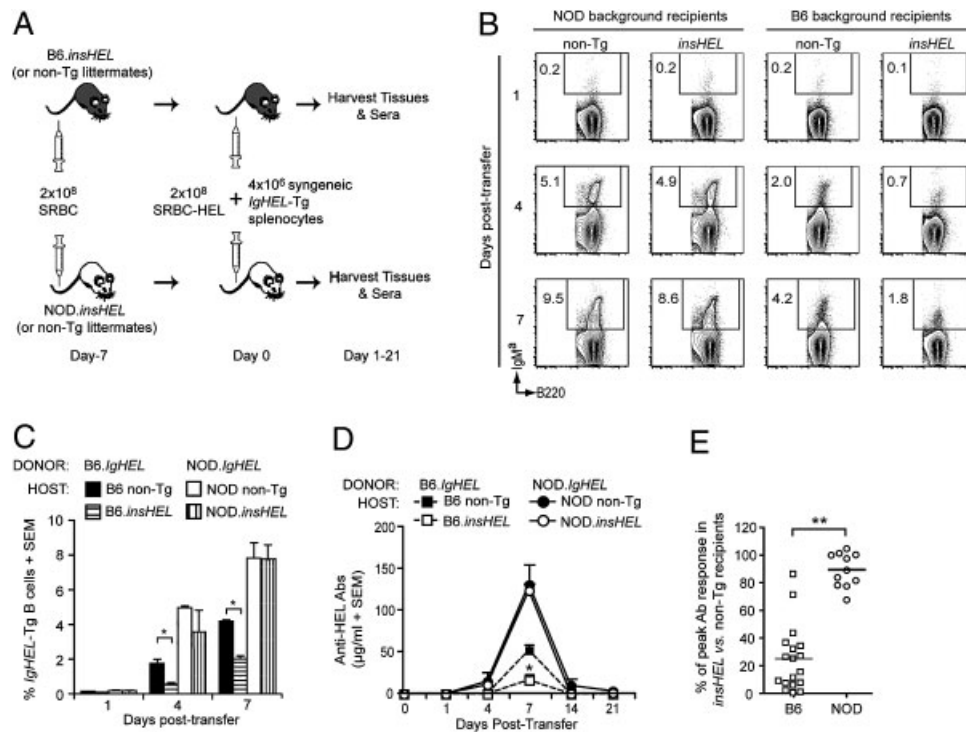 A
B6.insHEL
(or non-Tg littermates)
Harvest Tissues
& Sera
2x10⁸
SRBC
2x10⁸
SRBC-HEL
+
4x10⁶ syngeneic
IgHEL-Tg
splenocytes
Harvest Tissues
& Sera
NOD.insHEL
(or non-Tg littermates)
Day-7
Day 0
Day 1-21
B
NOD background recipients
B6 background recipients
non-Tg
insHEL
non-Tg
insHEL
Days post-transfer
1
0.2
0.2
0.2
0.1
4
5.1
4.9
2.0
0.7
7
9.5
8.6
4.2
1.8
IgMᵃ
B220
C
DONOR: B6.IgHEL NOD.IgHEL
HOST: B6 non-Tg NOD non-Tg
B6.insHEL NOD.insHEL
% IgHEL-Tg B cells + SEM
10
8
6
4
2
0
*
*
1 4 7
Days post-transfer
D
DONOR: B6.IgHEL NOD.IgHEL
HOST: B6 non-Tg NOD non-Tg
B6.insHEL NOD.insHEL
Anti-HEL Abs
(µg/ml + SEM)
200
150
100
50
0
*
0 1 4 7 14 21
Days Post-Transfer
E
% of peak Ab response in
insHEL vs. non-Tg recipients
**
120
100
80
60
40
20
0
B6 NOD